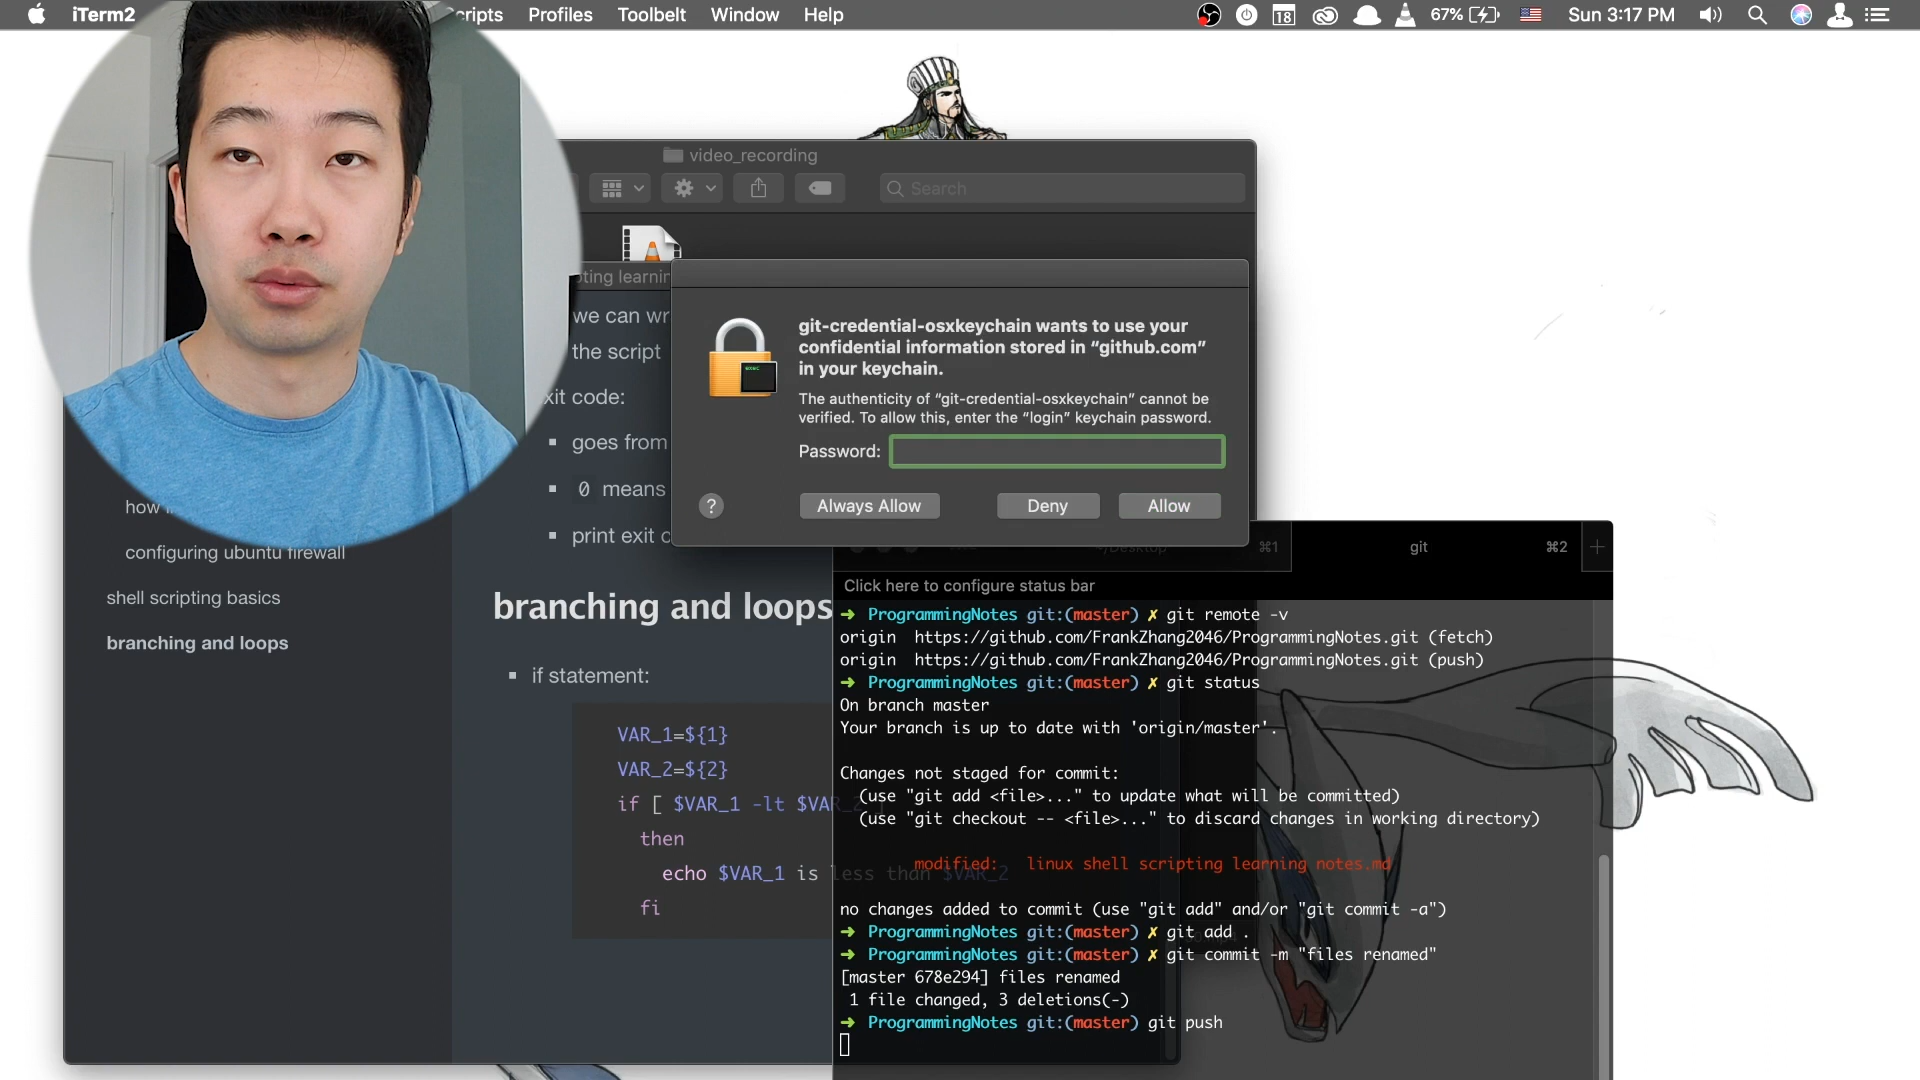 iTerm2 cripts Profiles Toolbelt Window Help 18 67% Sun 3:17 PM
video_recording
Search
ting learnin
we can wr
the script
xit code:
goes from
0 means
print exit c
git-credential-osxkeychain wants to use your
confidential information stored in “github.com”
in your keychain.
The authenticity of “git-credential-osxkeychain” cannot be
verified. To allow this, enter the “login” keychain password.
Password:
? Always Allow Deny Allow
how
configuring ubuntu firewall
shell scripting basics
branching and loops
branching and loops
if statement:
VAR_1=${1}
VAR_2=${2}
if [ $VAR_1 -lt $VAR_2 ]
then
echo $VAR_1 is less than $VAR_2
fi
~/Desktop ⌘1 git ⌘2
Click here to configure status bar
➜ ProgrammingNotes git:(master) ✗ git remote -v
origin https://github.com/FrankZhang2046/ProgrammingNotes.git (fetch)
origin https://github.com/FrankZhang2046/ProgrammingNotes.git (push)
➜ ProgrammingNotes git:(master) ✗ git status
On branch master
Your branch is up to date with 'origin/master'.
Changes not staged for commit:
(use "git add <file>..." to update what will be committed)
(use "git checkout -- <file>..." to discard changes in working directory)
modified: linux shell scripting learning notes.md
no changes added to commit (use "git add" and/or "git commit -a")
➜ ProgrammingNotes git:(master) ✗ git add .
➜ ProgrammingNotes git:(master) ✗ git commit -m "files renamed"
[master 678e294] files renamed
1 file changed, 3 deletions(-)
➜ ProgrammingNotes git:(master) git push